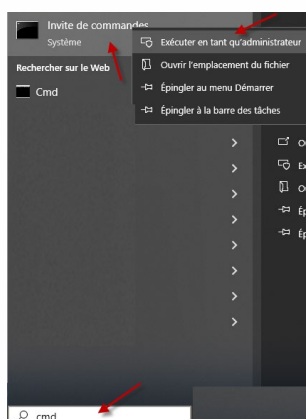 Invite de commandes
Système
Exécuter en tant qu'administrateur
Rechercher sur le Web
Ouvrir l'emplacement du fichier
Cmd
Épingler au menu Démarrer
Épingler à la barre des tâches
cmd